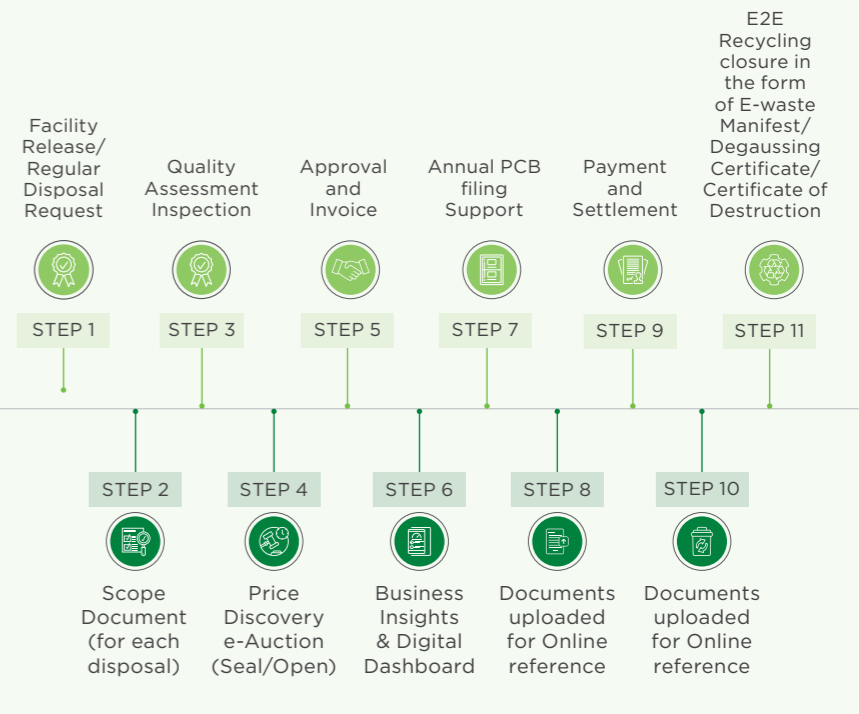 Facility
Release/
Regular
Disposal
Request
STEP 1
Scope
Document
(for each
disposal)
STEP 2
Quality
Assessment
Inspection
STEP 3
Price
Discovery
e-Auction
(Seal/Open)
STEP 4
Approval
and
Invoice
STEP 5
Business
Insights
& Digital
Dashboard
STEP 6
Annual PCB
filing
Support
STEP 7
Documents
uploaded
for Online
reference
STEP 8
Payment
and
Settlement
STEP 9
Documents
uploaded
for Online
reference
STEP 10
E2E
Recycling
closure in
the form
of E-waste
Manifest/
Degaussing
Certificate/
Certificate of
Destruction
STEP 11